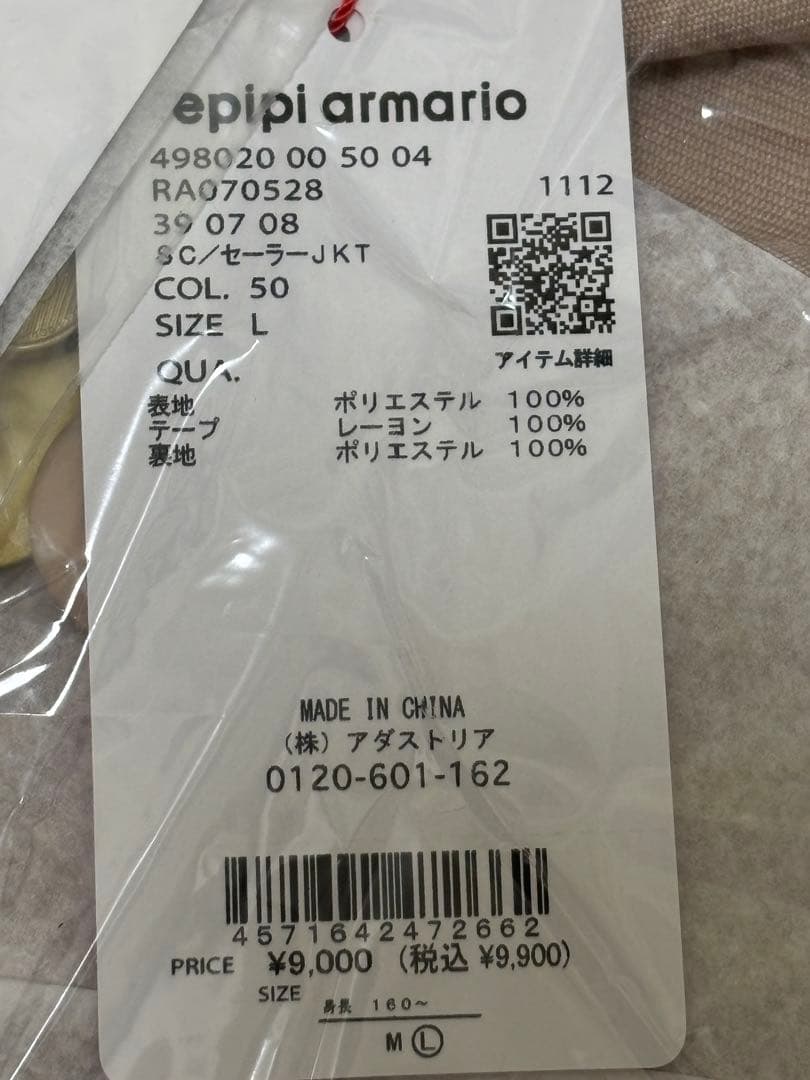 epipi armario
498020 00 50 04
RA070528
1112
39 07 08
SC/セーラーJKT
COL. 50
SIZE L
アイテム詳細
QUA.
表地 ポリエステル 100%
テープ レーヨン 100%
裏地 ポリエステル 100%
MADE IN CHINA
(株)アダストリア
0120-601-162
4571642472662
PRICE ¥9,000 (税込 ¥9,900)
SIZE 身長 160~
M L